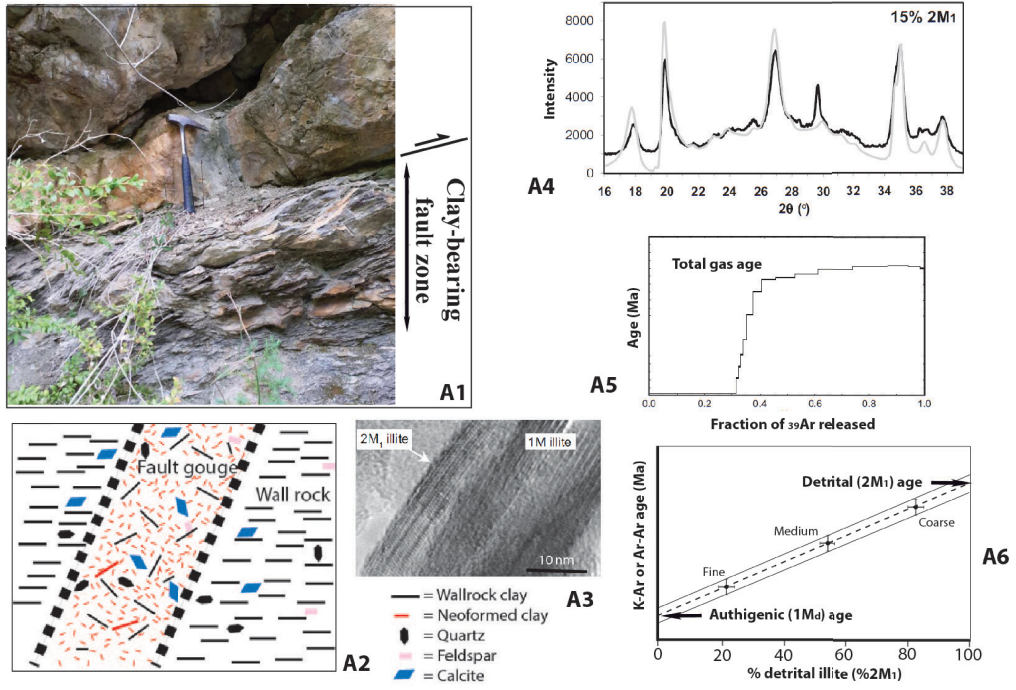 Clay-bearing
fault zone
A1
Fault gouge
Wall rock
A2
2M1 illite
1M illite
10 nm
A3
= Wallrock clay
= Neoformed clay
= Quartz
= Feldspar
= Calcite
15% 2M1
Intensity
8000
6000
4000
2000
0
16 18 20 22 24 26 28 30 32 34 36 38
2θ (°)
A4
Total gas age
Age (Ma)
0.0 0.2 0.4 0.6 0.8 1.0
Fraction of 39Ar released
A5
K-Ar or Ar-Ar age (Ma)
Detrital (2M1) age
Coarse
Medium
Fine
Authigenic (1Md) age
0 20 40 60 80 100
% detrital illite (%2M1)
A6